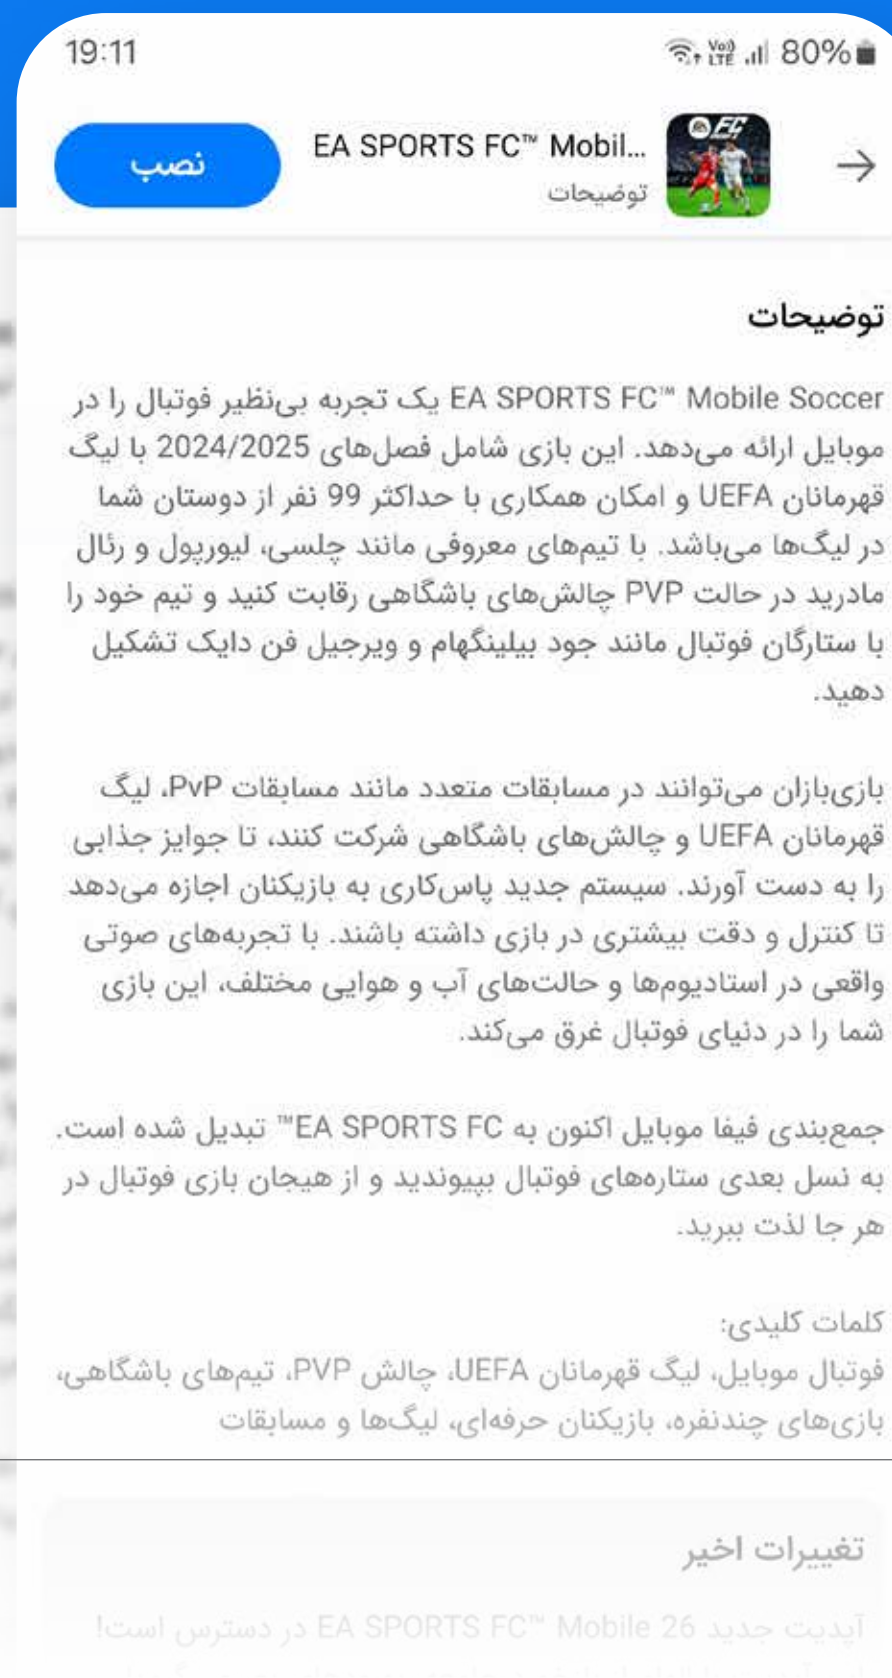 19:11
Vo) LTE 80%
EA SPORTS FC™ Mobil...
نصب
توضیحات
توضیحات
EA SPORTS FC™ Mobile Soccer یک تجربه بی‌نظیر فوتبال را در
موبایل ارائه می‌دهد. این بازی شامل فصل‌های 2024/2025 با لیگ
قهرمانان UEFA و امکان همکاری با حداکثر 99 نفر از دوستان شما
در لیگ‌ها می‌باشد. با تیم‌های معروفی مانند چلسی، لیورپول و رئال
مادرید در حالت PVP چالش‌های باشگاهی رقابت کنید و تیم خود را
با ستارگان فوتبال مانند جود بیلینگهام و ویرجیل فن دایک تشکیل
دهید.
بازی‌بازان می‌توانند در مسابقات متعدد مانند مسابقات PvP، لیگ
قهرمانان UEFA و چالش‌های باشگاهی شرکت کنند، تا جوایز جذابی
را به دست آورند. سیستم جدید پاس‌کاری به بازیکنان اجازه می‌دهد
تا کنترل و دقت بیشتری در بازی داشته باشند. با تجربه‌های صوتی
واقعی در استادیوم‌ها و حالت‌های آب و هوایی مختلف، این بازی
شما را در دنیای فوتبال غرق می‌کند.
جمع‌بندی فیفا موبایل اکنون به EA SPORTS FC™ تبدیل شده است.
به نسل بعدی ستاره‌های فوتبال بپیوندید و از هیجان بازی فوتبال در
هر جا لذت ببرید.
کلمات کلیدی:
فوتبال موبایل، لیگ قهرمانان UEFA، چالش PVP، تیم‌های باشگاهی،
بازی‌های چندنفره، بازیکنان حرفه‌ای، لیگ‌ها و مسابقات
تغییرات اخیر
آپدیت جدید EA SPORTS FC™ Mobile 26 در دسترس است!